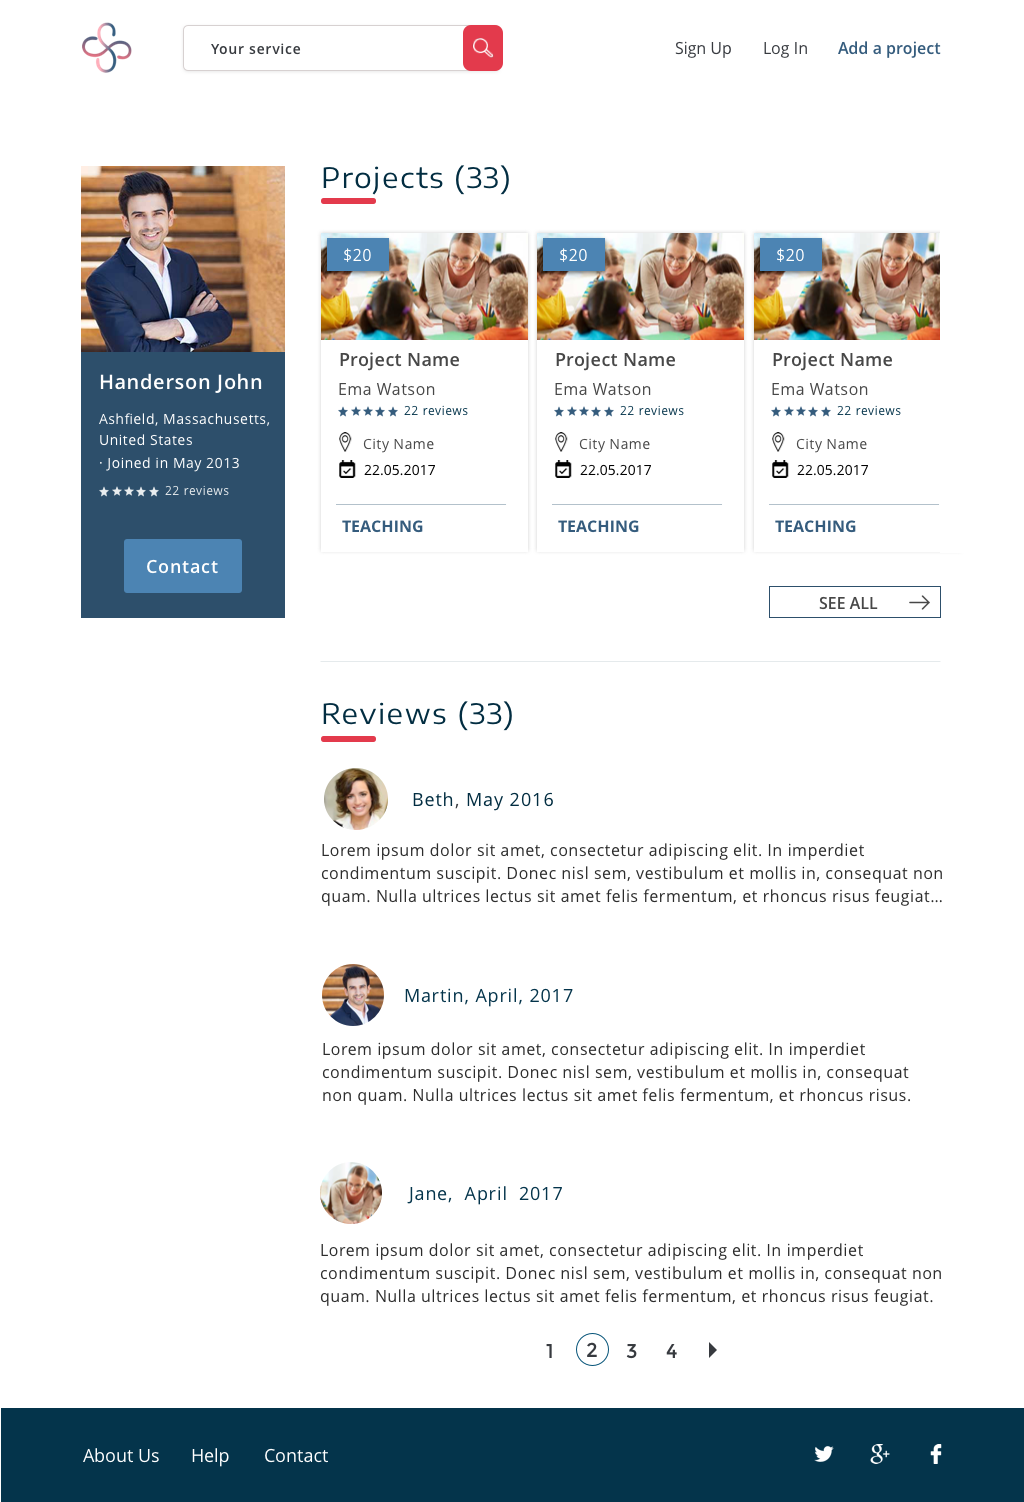 Your service
Sign Up
Log In
Add a project
Handerson John
Ashfield, Massachusetts,
United States
· Joined in May 2013
22 reviews
Contact
Projects (33)
$20
Project Name
Ema Watson
22 reviews
City Name
22.05.2017
TEACHING
$20
Project Name
Ema Watson
22 reviews
City Name
22.05.2017
TEACHING
$20
Project Name
Ema Watson
22 reviews
City Name
22.05.2017
TEACHING
SEE ALL
Reviews (33)
Beth, May 2016
Lorem ipsum dolor sit amet, consectetur adipiscing elit. In imperdiet
condimentum suscipit. Donec nisl sem, vestibulum et mollis in, consequat non
quam. Nulla ultrices lectus sit amet felis fermentum, et rhoncus risus feugiat...
Martin, April, 2017
Lorem ipsum dolor sit amet, consectetur adipiscing elit. In imperdiet
condimentum suscipit. Donec nisl sem, vestibulum et mollis in, consequat
non quam. Nulla ultrices lectus sit amet felis fermentum, et rhoncus risus.
Jane, April 2017
Lorem ipsum dolor sit amet, consectetur adipiscing elit. In imperdiet
condimentum suscipit. Donec nisl sem, vestibulum et mollis in, consequat non
quam. Nulla ultrices lectus sit amet felis fermentum, et rhoncus risus feugiat.
1 2 3 4
About Us
Help
Contact